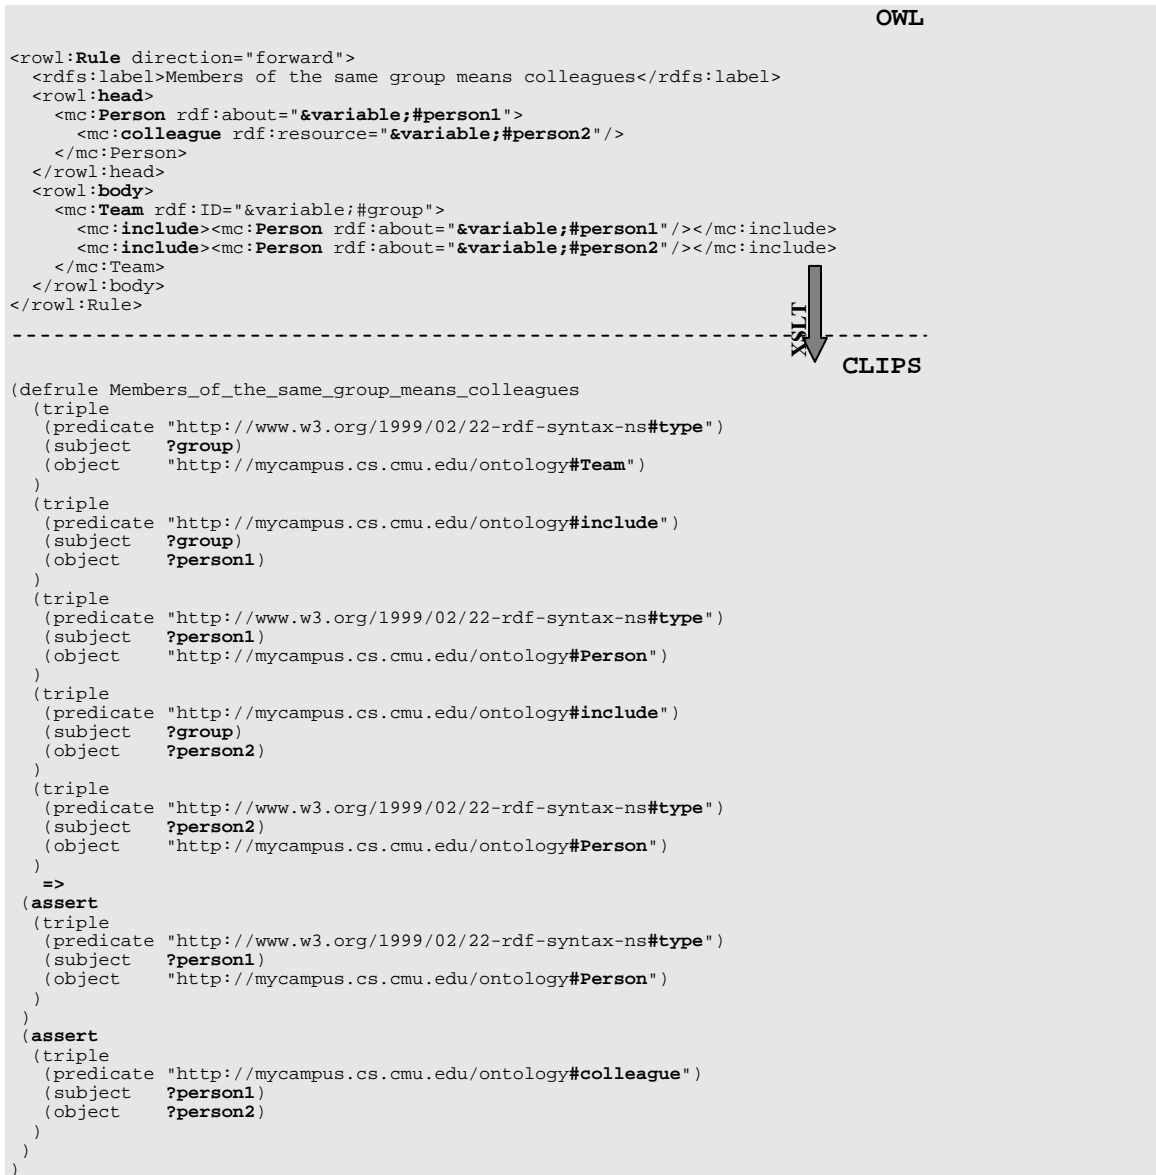 OWL
<rowl:Rule direction="forward">
  <rdfs:label>Members of the same group means colleagues</rdfs:label>
  <rowl:head>
    <mc:Person rdf:about="&variable;#person1">
      <mc:colleague rdf:resource="&variable;#person2"/>
    </mc:Person>
  </rowl:head>
  <rowl:body>
    <mc:Team rdf:ID="&variable;#group">
      <mc:include><mc:Person rdf:about="&variable;#person1"/></mc:include>
      <mc:include><mc:Person rdf:about="&variable;#person2"/></mc:include>
    </mc:Team>
  </rowl:body>
</rowl:Rule>
XSLT
CLIPS
(defrule Members_of_the_same_group_means_colleagues
  (triple
   (predicate "http://www.w3.org/1999/02/22-rdf-syntax-ns#type")
   (subject   ?group)
   (object    "http://mycampus.cs.cmu.edu/ontology#Team")
  )
  (triple
   (predicate "http://mycampus.cs.cmu.edu/ontology#include")
   (subject   ?group)
   (object    ?person1)
  )
  (triple
   (predicate "http://www.w3.org/1999/02/22-rdf-syntax-ns#type")
   (subject   ?person1)
   (object    "http://mycampus.cs.cmu.edu/ontology#Person")
  )
  (triple
   (predicate "http://mycampus.cs.cmu.edu/ontology#include")
   (subject   ?group)
   (object    ?person2)
  )
  (triple
   (predicate "http://www.w3.org/1999/02/22-rdf-syntax-ns#type")
   (subject   ?person2)
   (object    "http://mycampus.cs.cmu.edu/ontology#Person")
  )
   =>
 (assert
  (triple
   (predicate "http://www.w3.org/1999/02/22-rdf-syntax-ns#type")
   (subject   ?person1)
   (object    "http://mycampus.cs.cmu.edu/ontology#Person")
  )
 )
 (assert
  (triple
   (predicate "http://mycampus.cs.cmu.edu/ontology#colleague")
   (subject   ?person1)
   (object    ?person2)
  )
 )
)